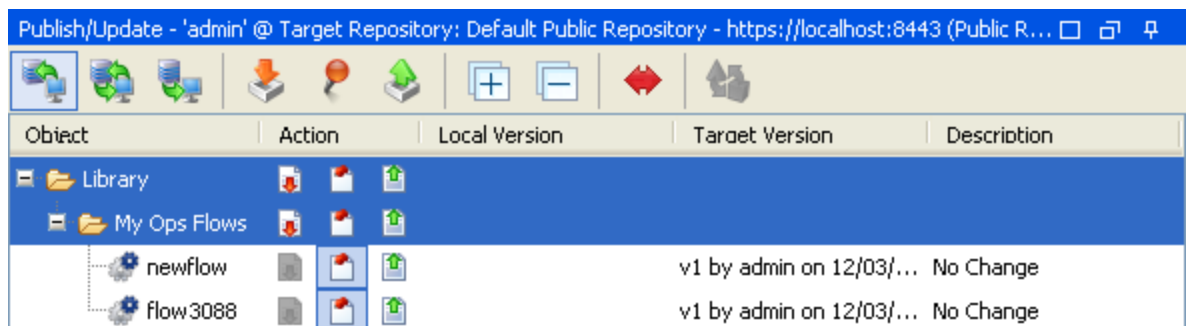 Publish/Update - 'admin' @ Target Repository: Default Public Repository - https://localhost:8443 (Public R...
Object Action Local Version Target Version Description
Library
My Ops Flows
newflow v1 by admin on 12/03/... No Change
flow3088 v1 by admin on 12/03/... No Change